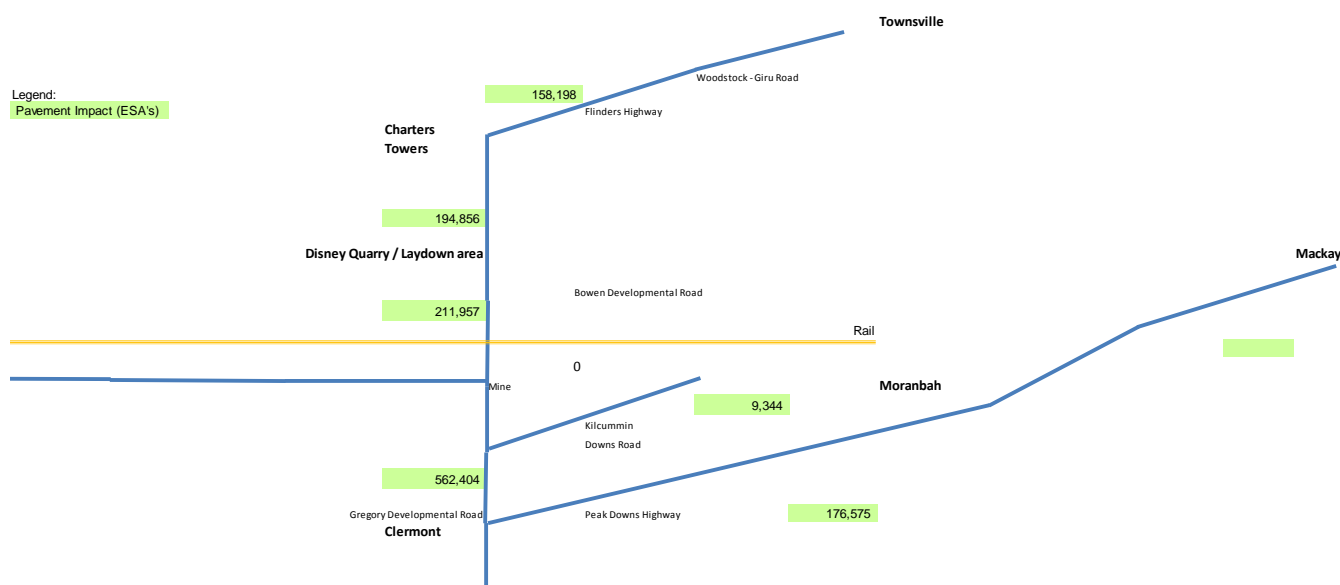 Townsville
Woodstock - Giru Road
Legend:
158,198
Pavement Impact (ESA's)
Flinders Highway
Charters
Towers
194,856
Disney Quarry / Laydown area
Mackay
Bowen Developmental Road
211,957
Rail
0
Mine
Moranbah
9,344
Kilcummin
Downs Road
562,404
Gregory Developmental Road
Peak Downs Highway
176,575
Clermont